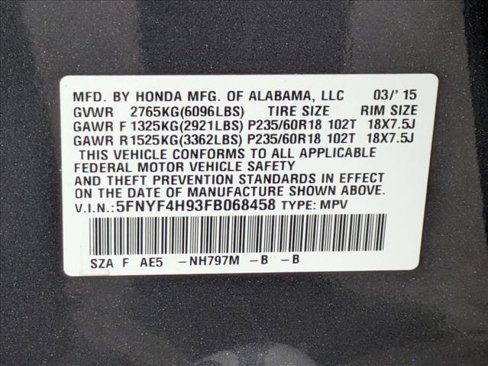 MFD. BY HONDA MFG. OF ALABAMA, LLC 03/'15
GVWR 2765KG(6096LBS) TIRE SIZE RIM SIZE
GAWR F 1325KG(2921LBS) P235/60R18 102T 18X7.5J
GAWR R1525KG(3362LBS) P235/60R18 102T 18X7.5J
THIS VEHICLE CONFORMS TO ALL APPLICABLE
FEDERAL MOTOR VEHICLE SAFETY, BUMPER,
AND THEFT PREVENTION STANDARDS IN EFFECT
ON THE DATE OF MANUFACTURE SHOWN ABOVE.
V.I.N.: 5FNYF4H93FB068458 TYPE: MPV
SZA F AE5 -NH797M -B -B